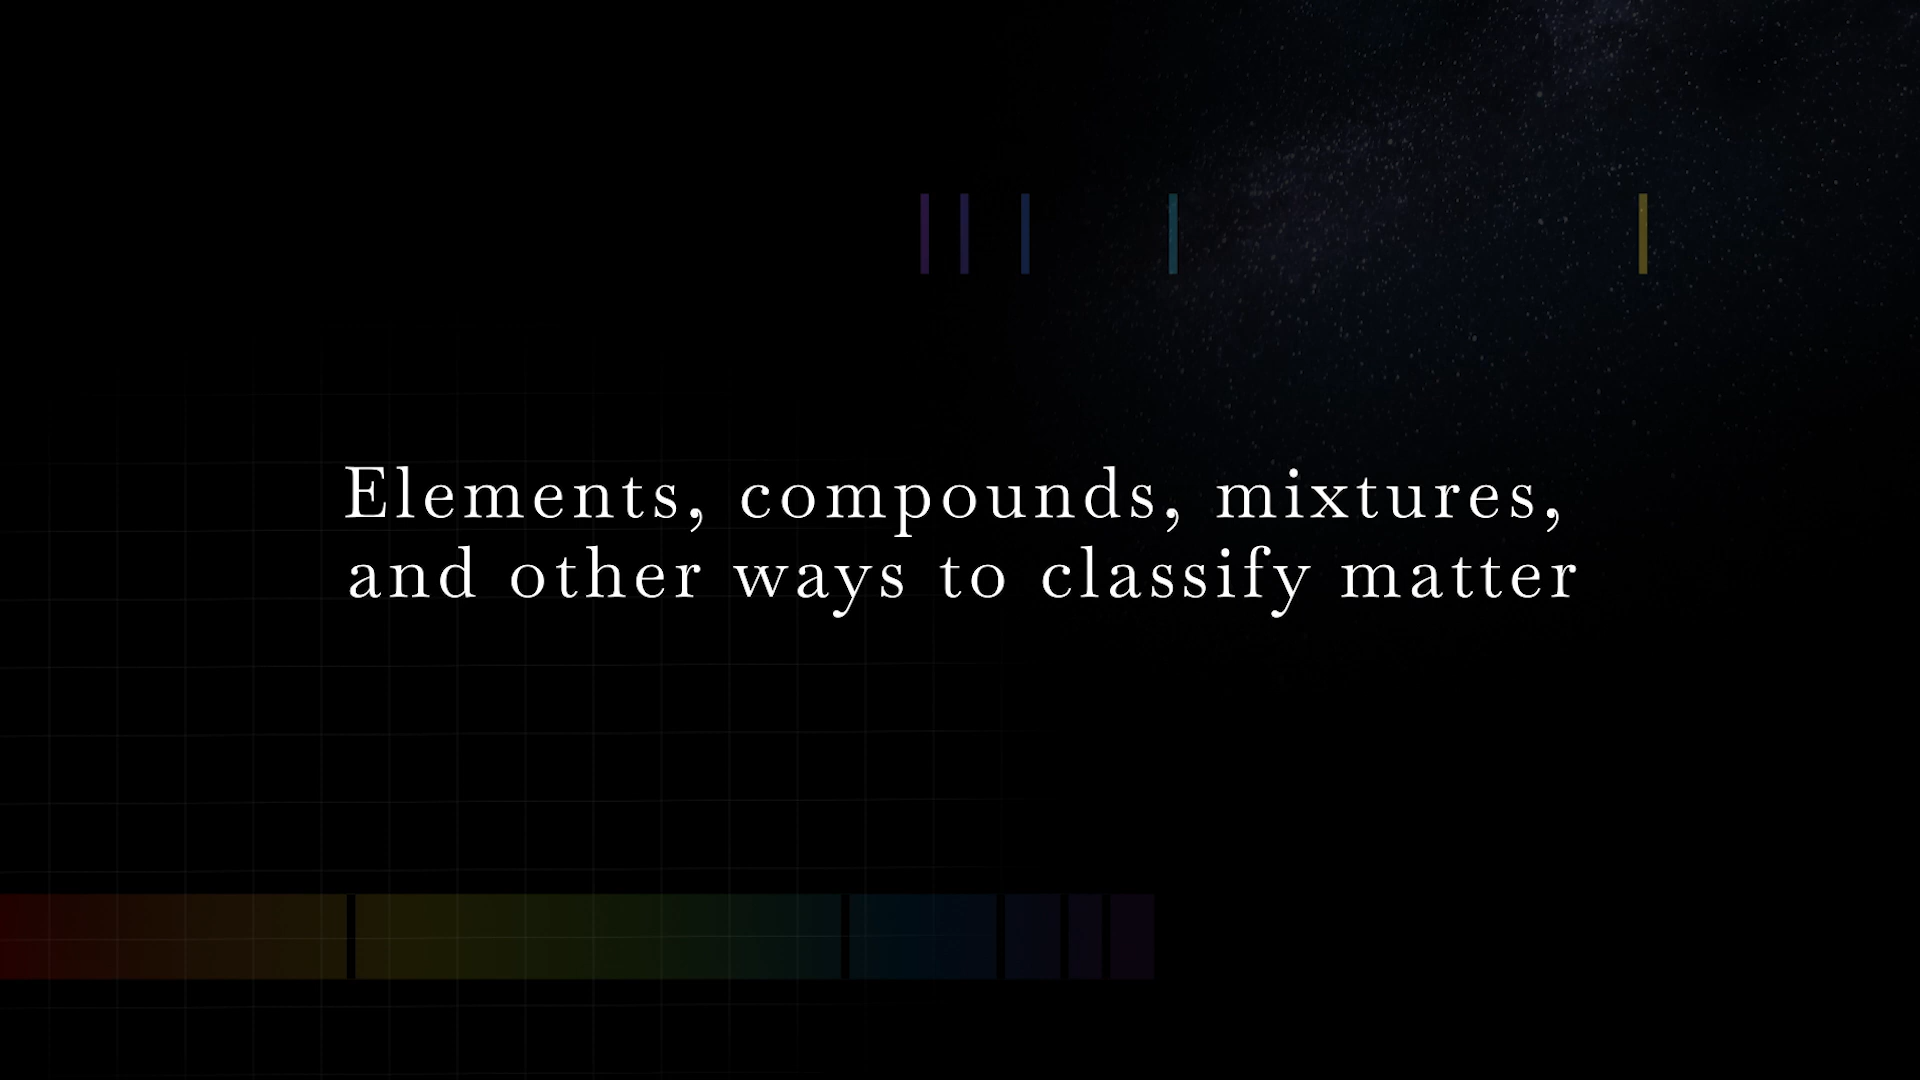 Elements, compounds, mixtures,
and other ways to classify matter